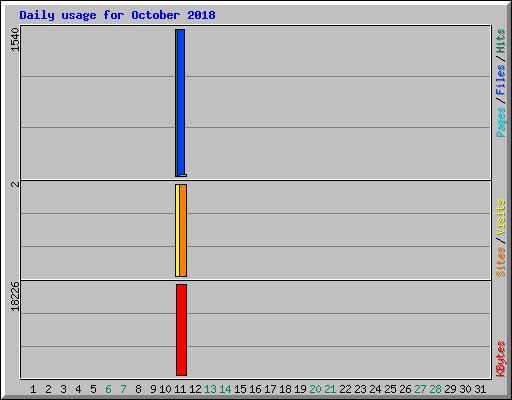 Daily usage for October 2018
1540
2
18226
Pages / Files / Hits
Sites / Visits
KBytes
1 2 3 4 5 6 7 8 9 10 11 12 13 14 15 16 17 18 19 20 21 22 23 24 25 26 27 28 29 30 31